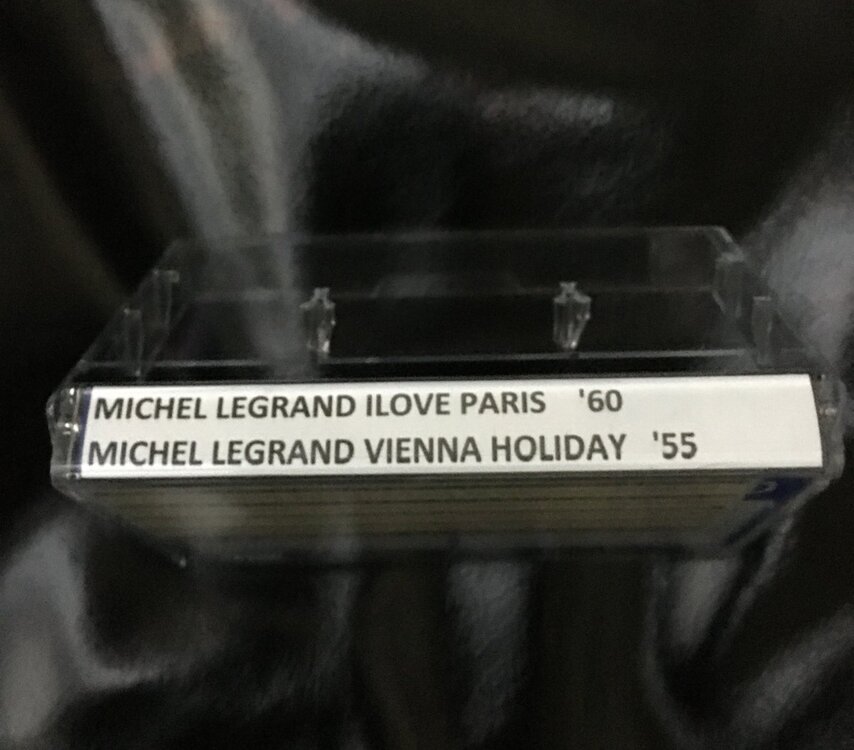 MICHEL LEGRAND ILOVE PARIS '60
MICHEL LEGRAND VIENNA HOLIDAY '55